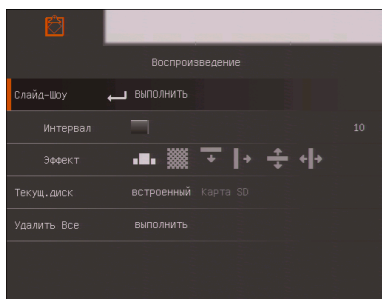 Воспроизведение
Слайд-Шоу ВЫПОЛНИТЬ
Интервал 10
Эффект
Текущ.диск встроенный Карта SD
Удалить Все выполнить